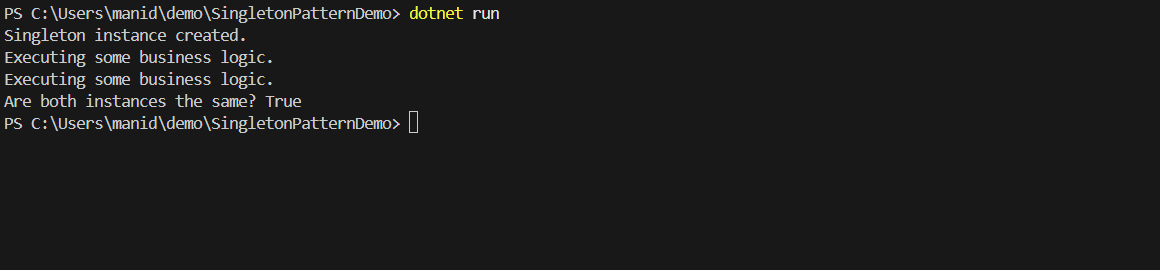 PS C:\Users\manid\demo\SingletonPatternDemo> dotnet run
Singleton instance created.
Executing some business logic.
Executing some business logic.
Are both instances the same? True
PS C:\Users\manid\demo\SingletonPatternDemo>